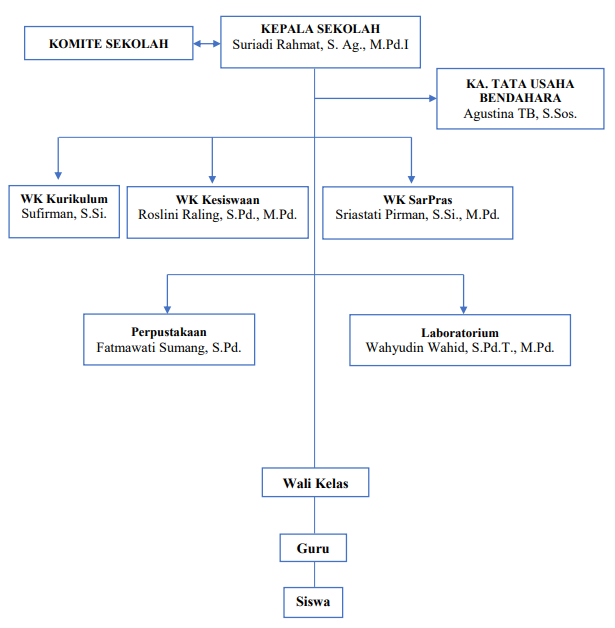 KEPALA SEKOLAH
Suriadi Rahmat, S. Ag., M.Pd.I
KOMITE SEKOLAH
KA. TATA USAHA
BENDAHARA
Agustina TB, S.Sos.
WK Kurikulum
Sufirman, S.Si.
WK Kesiswaan
Roslini Raling, S.Pd., M.Pd.
WK SarPras
Sriastati Pirman, S.Si., M.Pd.
Perpustakaan
Fatmawati Sumang, S.Pd.
Laboratorium
Wahyudin Wahid, S.Pd.T., M.Pd.
Wali Kelas
Guru
Siswa